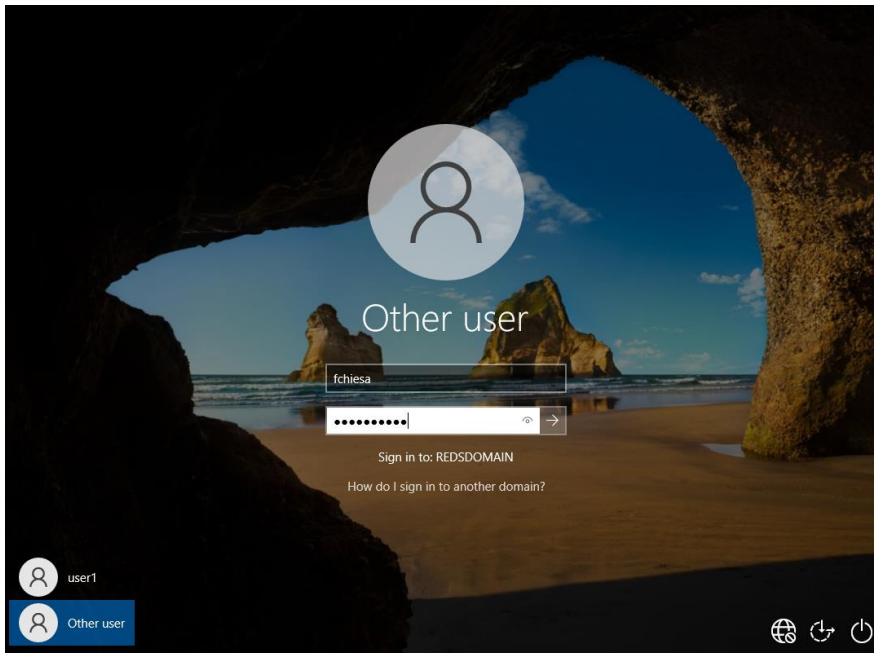 Other user
fchiesa
Sign in to: REDSDOMAIN
How do I sign in to another domain?
user1
Other user